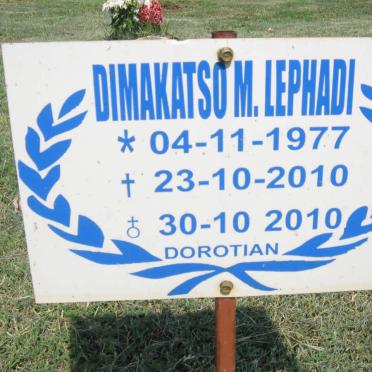 DIMAKATSO M. LEPHADI
* 04-11-1977
† 23-10-2010
♁ 30-10 2010
DOROTIAN